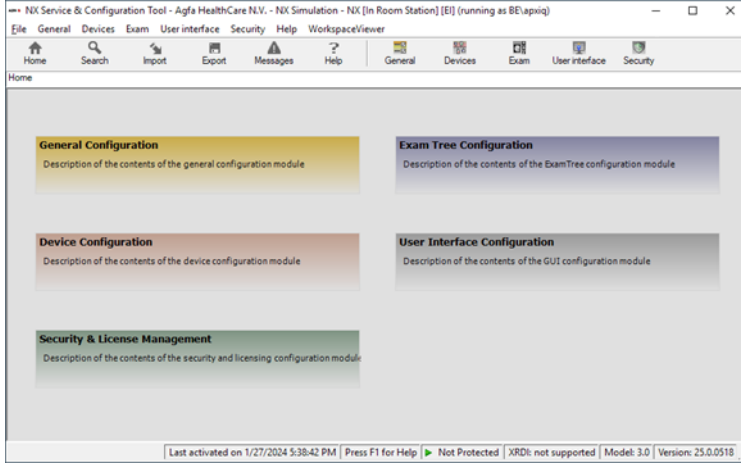 NX Service & Configuration Tool - Agfa HealthCare N.V. - NX Simulation - NX [In Room Station] [EI] (running as BE\apxiq)
File General Devices Exam User interface Security Help WorkspaceViewer
Home Search Import Export Messages Help General Devices Exam User interface Security
Home
General Configuration
Description of the contents of the general configuration module
Exam Tree Configuration
Description of the contents of the ExamTree configuration module
Device Configuration
Description of the contents of the device configuration module
User Interface Configuration
Description of the contents of the GUI configuration module
Security & License Management
Description of the contents of the security and licensing configuration module
Last activated on 1/27/2024 5:38:42 PM Press F1 for Help Not Protected XRDI: not supported Model: 3.0 Version: 25.0.0518